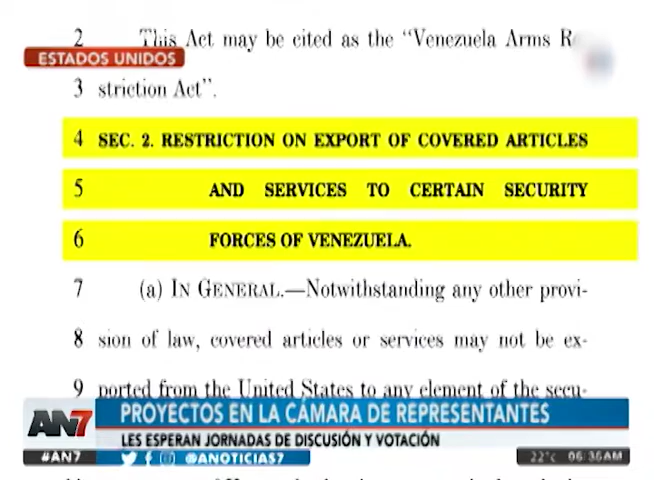 2 This Act may be cited as the “Venezuela Arms Re-
ESTADOS UNIDOS
3 striction Act”.
4 SEC. 2. RESTRICTION ON EXPORT OF COVERED ARTICLES
5 AND SERVICES TO CERTAIN SECURITY
6 FORCES OF VENEZUELA.
7 (a) IN GENERAL.—Notwithstanding any other provi-
8 sion of law, covered articles or services may not be ex-
9 ported from the United States to any element of the secu-
AN7
PROYECTOS EN LA CÁMARA DE REPRESENTANTES
LES ESPERAN JORNADAS DE DISCUSIÓN Y VOTACIÓN
#AN7
@ANOTICIAS7
22°C 06:36AM